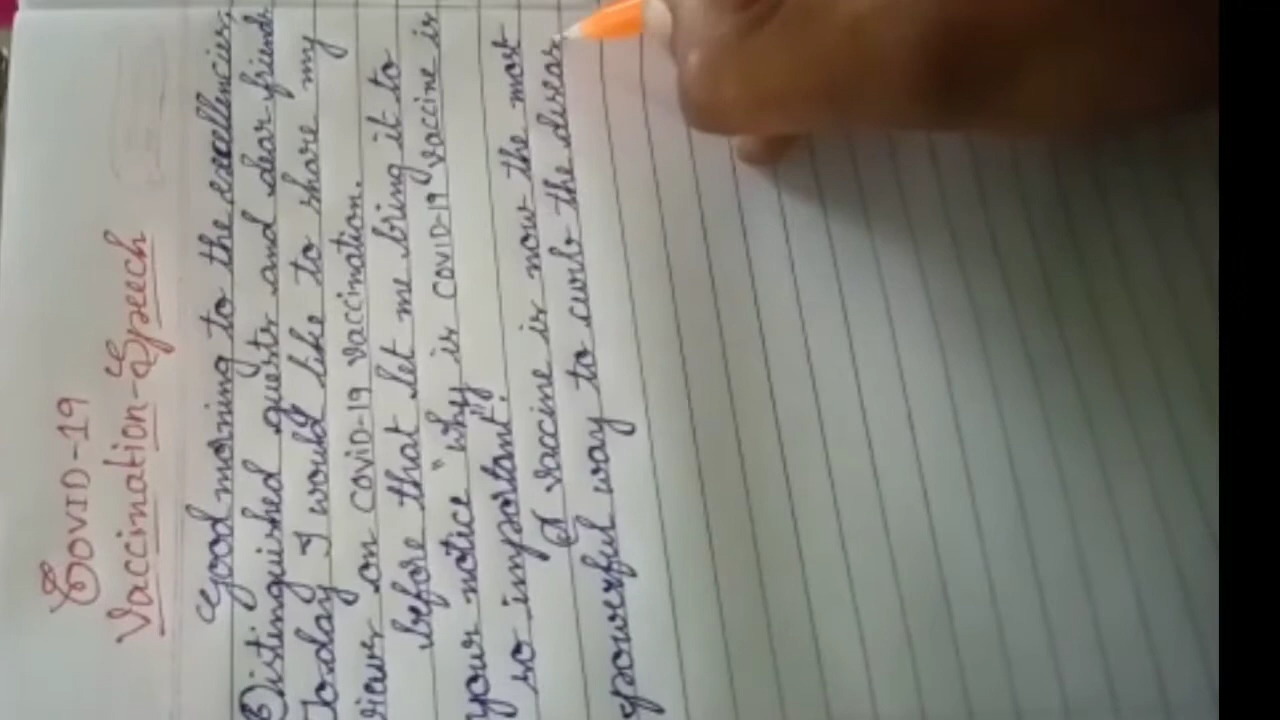 COVID-19
Vaccination-Speech
Good morning to the excellencies,
Distinguished guests and dear friends
Today I would like to share my
views on COVID-19 vaccination.
before that let me bring it to
your notice "why is COVID-19 vaccine is
so important".
A vaccine is now the most
powerful way to curb the diseas